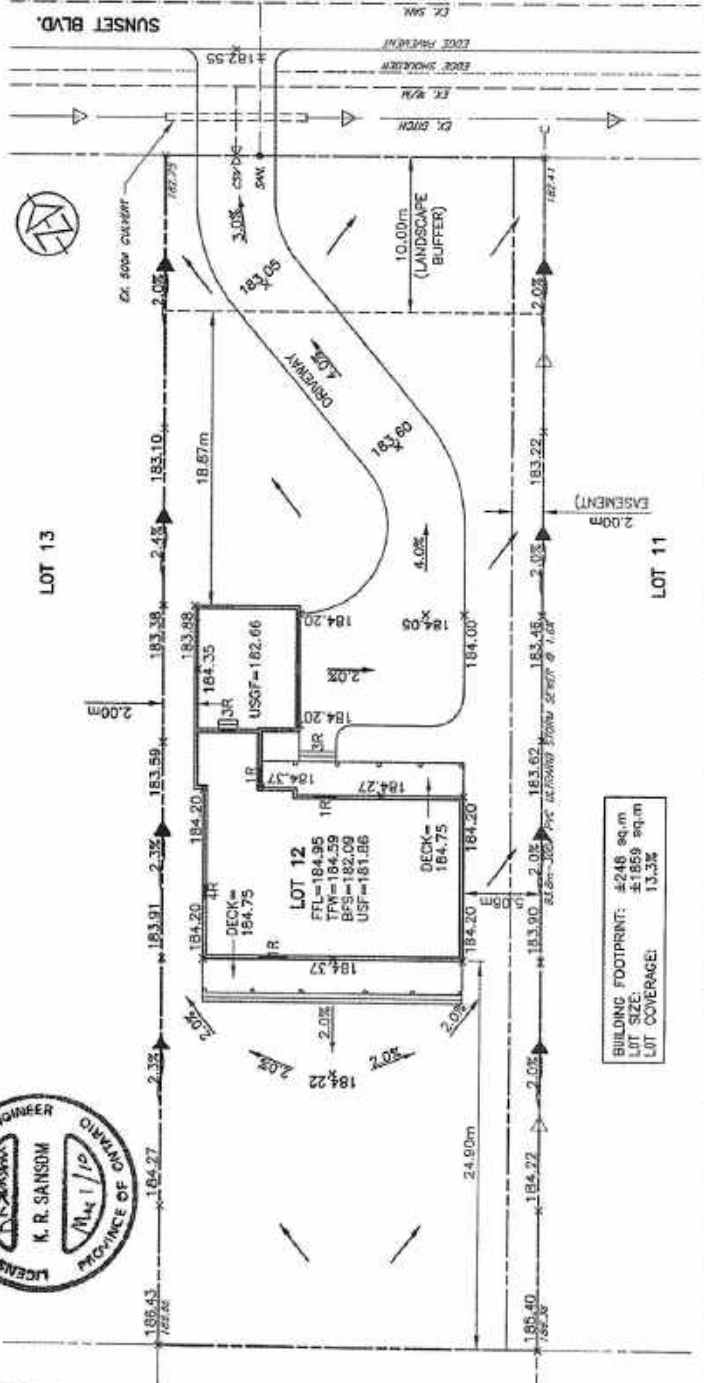 SUNSET BLVD.
EX. SAN.
EDGE PAVEMENT
EDGE SHOULDER
EX. W/M
EX. DITCH
±182.55
EX. 500Ø CULVERT
CSV
SAN.
182.75
182.41
3.0%
183.05
10.00m
(LANDSCAPE
BUFFER)
2.0%
2.0%
DRIVEWAY
4.0%
183.60
18.87m
183.10
183.22
LOT 13
2.4%
4.0%
2.0%
2.00m
EASEMENT)
LOT 11
183.38
183.88
184.20
184.05
184.00
183.46
184.35
USGF=182.66
3R
2.0%
2.00m
184.20
3R
1R
183.59
184.20
184.37
1R
184.27
184.20
183.62
2.3%
LOT 12
FFL=184.95
TFW=184.59
BFS=182.09
USF=181.86
DECK=
184.75
4R
DECK=
184.75
1R
2.0%
183.91
184.20
184.37
184.20
183.90
2.0%
2.0%
2.0%
2.0%
2.0%
184.22
2.3%
2.0%
24.90m
184.27
184.22
186.43
185.40
BUILDING FOOTPRINT: ±248 sq.m
LOT SIZE: ±1859 sq.m
LOT COVERAGE: 13.3%
K. R. SANSOM
PROVINCE OF ONTARIO